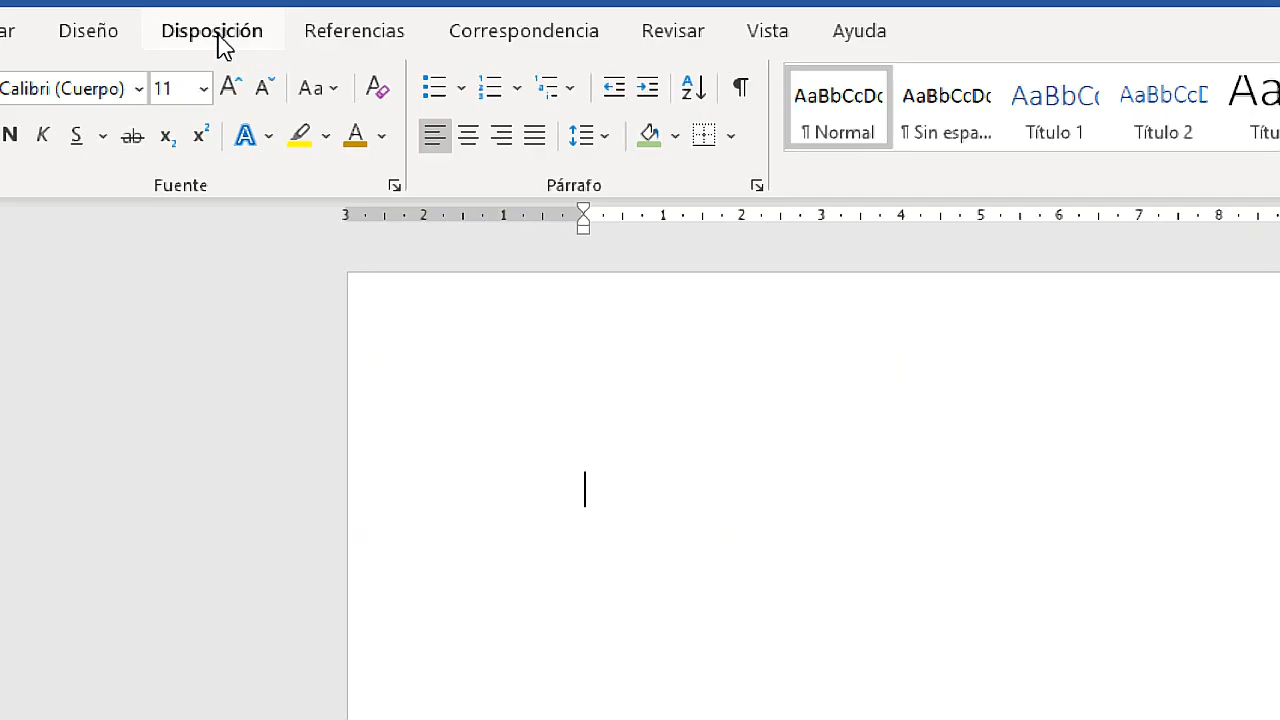 ar Diseño Disposición Referencias Correspondencia Revisar Vista Ayuda
Calibri (Cuerpo) 11 A A Aa A
AaBbCcDc AaBbCcDc AaBbCc AaBbCcD Aa
N K S ab x2 x2 A A
¶ Normal ¶ Sin espa... Título 1 Título 2 Títu
Fuente Párrafo
3 2 1 1 2 3 4 5 6 7 8